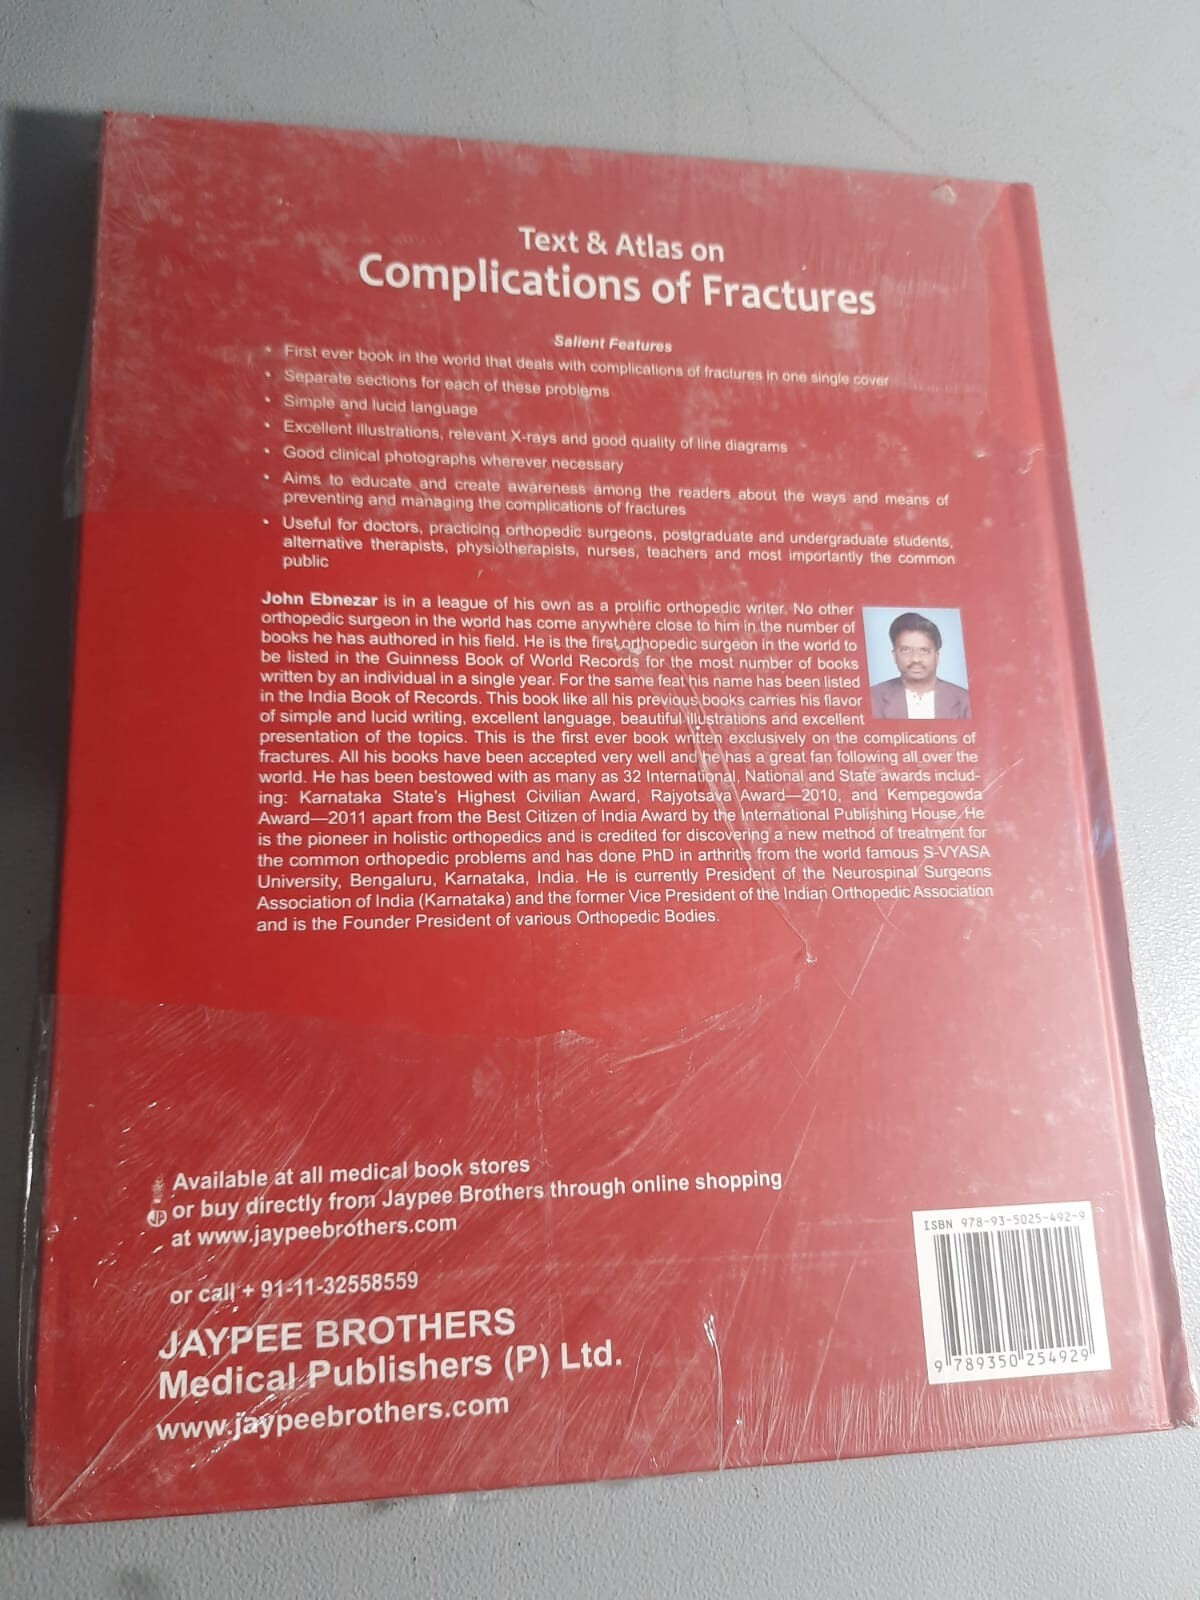 Text & Atlas on
Complications of Fractures
Salient Features
• First ever book in the world that deals with complications of fractures in one single cover
• Separate sections for each of these problems
• Simple and lucid language
• Excellent illustrations, relevant X-rays and good quality of line diagrams
• Good clinical photographs wherever necessary
• Aims to educate and create awareness among the readers about the ways and means of
preventing and managing the complications of fractures
• Useful for doctors, practicing orthopedic surgeons, postgraduate and undergraduate students,
alternative therapists, physiotherapists, nurses, teachers and most importantly the common
public
John Ebnezar is in a league of his own as a prolific orthopedic writer. No other
orthopedic surgeon in the world has come anywhere close to him in the number of
books he has authored in his field. He is the first orthopedic surgeon in the world to
be listed in the Guinness Book of World Records for the most number of books
written by an individual in a single year. For the same feat his name has been listed
in the India Book of Records. This book like all his previous books carries his flavor
of simple and lucid writing, excellent language, beautiful illustrations and excellent
presentation of the topics. This is the first ever book written exclusively on the complications of
fractures. All his books have been accepted very well and he has a great fan following all over the
world. He has been bestowed with as many as 32 International, National and State awards includ-
ing: Karnataka State's Highest Civilian Award, Rajyotsava Award—2010, and Kempegowda
Award—2011 apart from the Best Citizen of India Award by the International Publishing House. He
is the pioneer in holistic orthopedics and is credited for discovering a new method of treatment for
the common orthopedic problems and has done PhD in arthritis from the world famous S-VYASA
University, Bengaluru, Karnataka, India. He is currently President of the Neurospinal Surgeons
Association of India (Karnataka) and the former Vice President of the Indian Orthopedic Association
and is the Founder President of various Orthopedic Bodies.
Available at all medical book stores
or buy directly from Jaypee Brothers through online shopping
at www.jaypeebrothers.com
JP
or call + 91-11-32558559
JAYPEE BROTHERS
Medical Publishers (P) Ltd.
www.jaypeebrothers.com
ISBN 978-93-5025-492-9
9 789350 254929